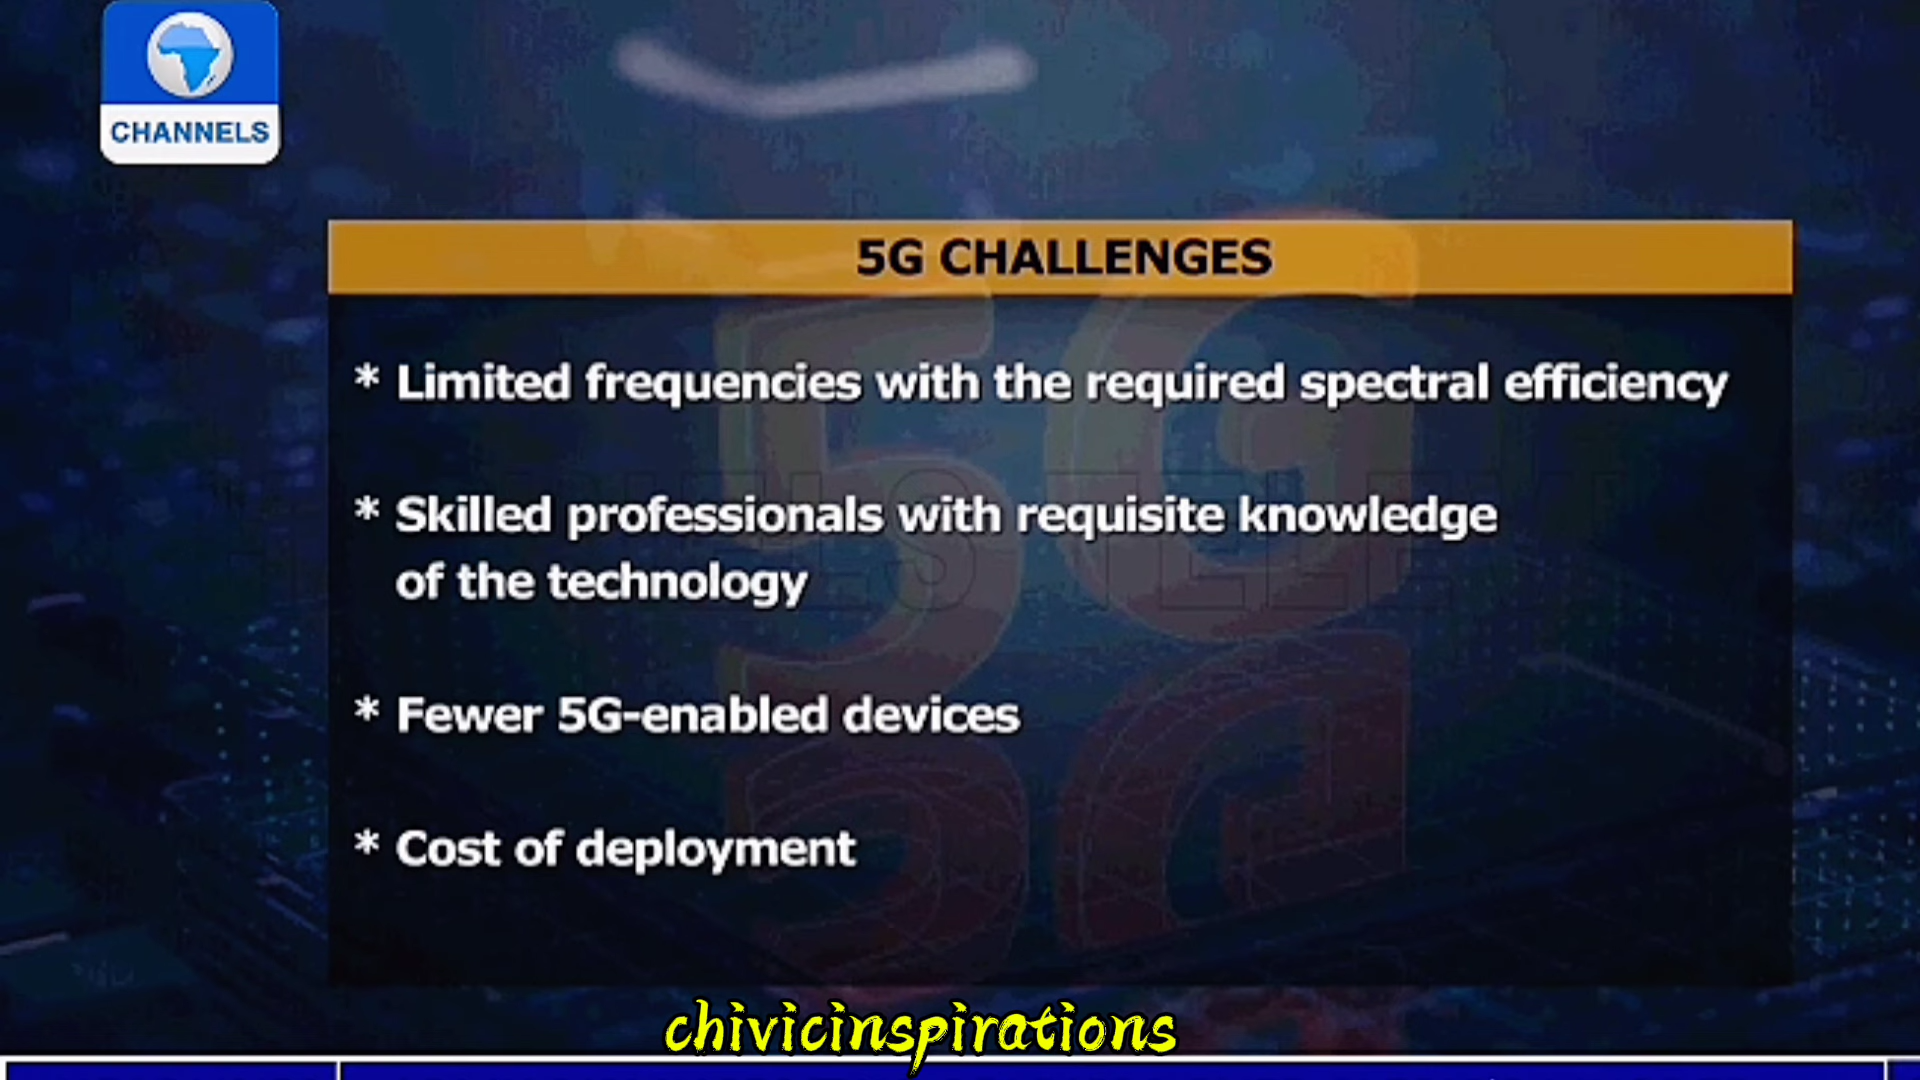 CHANNELS
5G CHALLENGES
* Limited frequencies with the required spectral efficiency
* Skilled professionals with requisite knowledge
of the technology
* Fewer 5G-enabled devices
* Cost of deployment
chivicinspirations